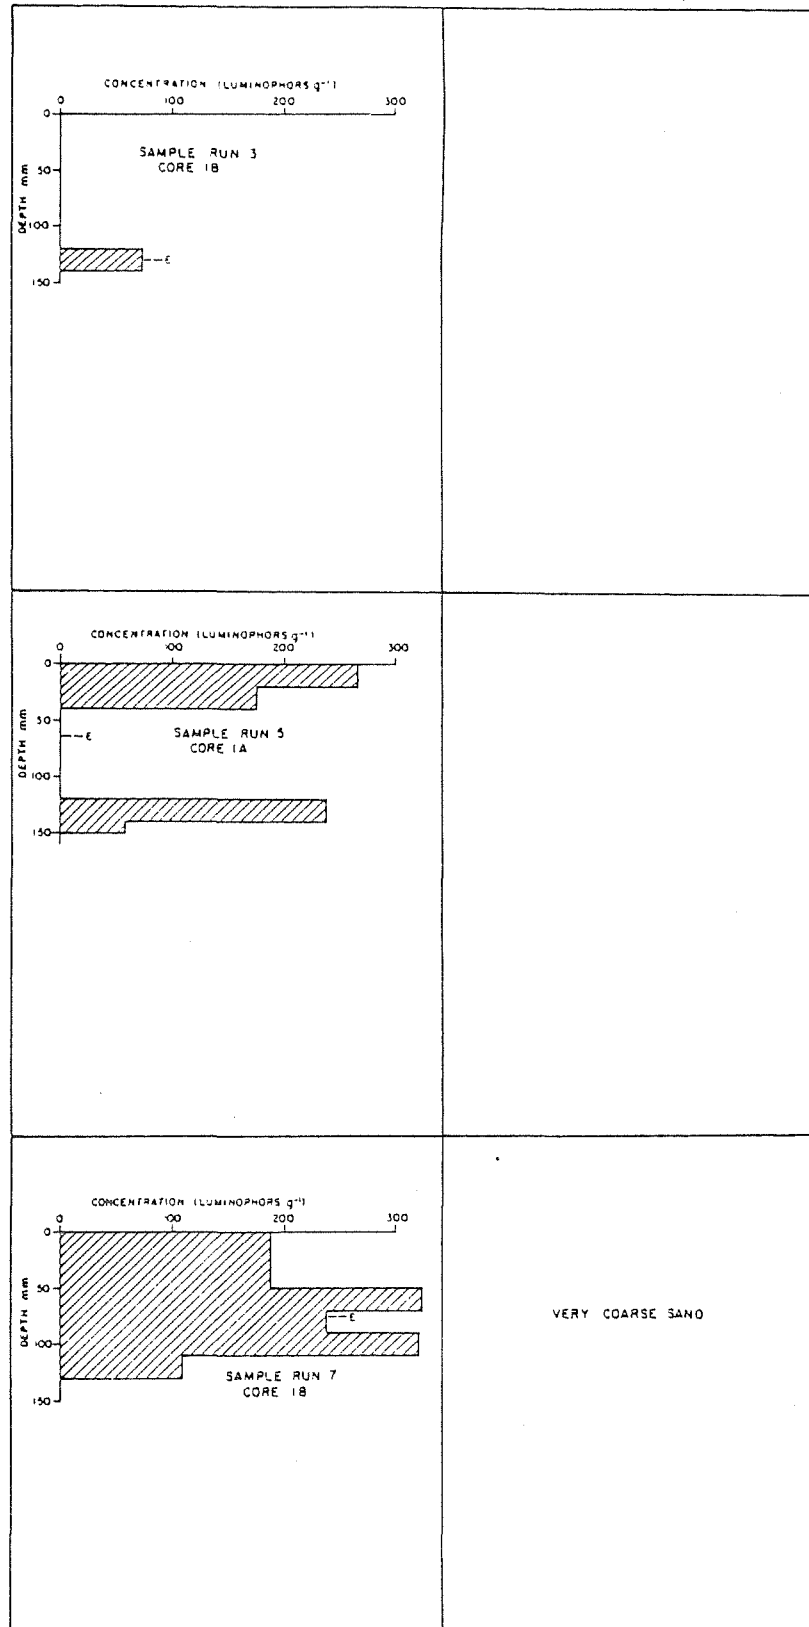 CONCENTRATION (LUMINOPHORS g⁻¹)
0 100 200 300
0
50
100
150
DEPTH mm
SAMPLE RUN 3
CORE 1B
E
CONCENTRATION (LUMINOPHORS g⁻¹)
0 100 200 300
0
50
100
150
DEPTH mm
E
SAMPLE RUN 5
CORE 1A
CONCENTRATION (LUMINOPHORS g⁻¹)
0 100 200 300
0
50
100
150
DEPTH mm
E
SAMPLE RUN 7
CORE 1B
VERY COARSE SAND